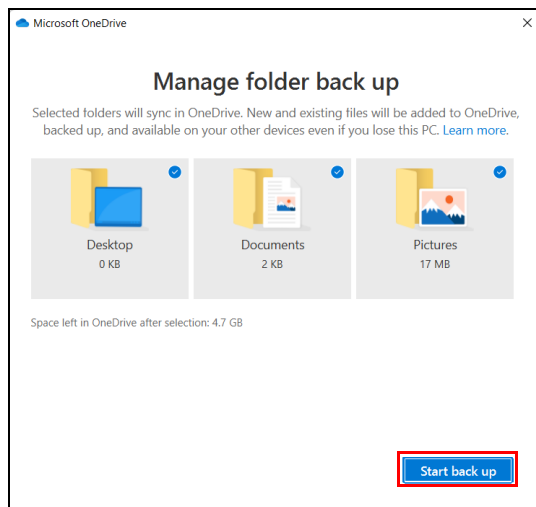 Microsoft OneDrive
Manage folder back up
Selected folders will sync in OneDrive. New and existing files will be added to OneDrive,
backed up, and available on your other devices even if you lose this PC. Learn more.
Desktop
0 KB
Documents
2 KB
Pictures
17 MB
Space left in OneDrive after selection: 4.7 GB
Start back up